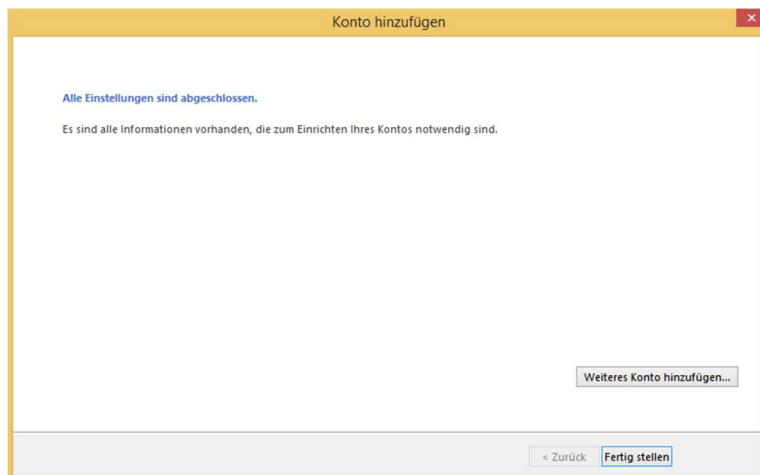 Konto hinzufügen
Alle Einstellungen sind abgeschlossen.
Es sind alle Informationen vorhanden, die zum Einrichten Ihres Kontos notwendig sind.
Weiteres Konto hinzufügen...
< Zurück Fertig stellen